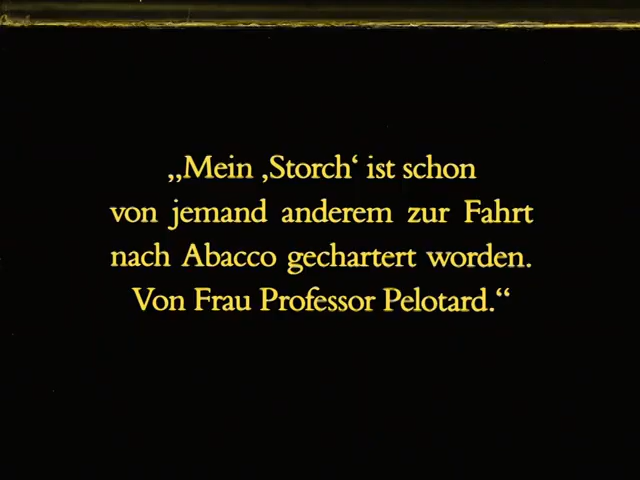 „Mein ‚Storch‘ ist schon
von jemand anderem zur Fahrt
nach Abacco gechartert worden.
Von Frau Professor Pelotard.“